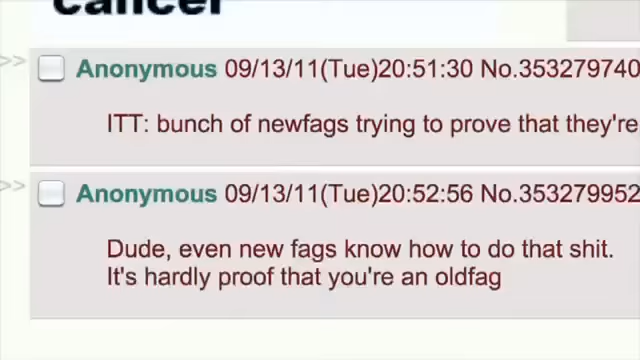 cancer
>> Anonymous 09/13/11(Tue)20:51:30 No.353279740
ITT: bunch of newfags trying to prove that they're
>> Anonymous 09/13/11(Tue)20:52:56 No.353279952
Dude, even new fags know how to do that shit.
It's hardly proof that you're an oldfag